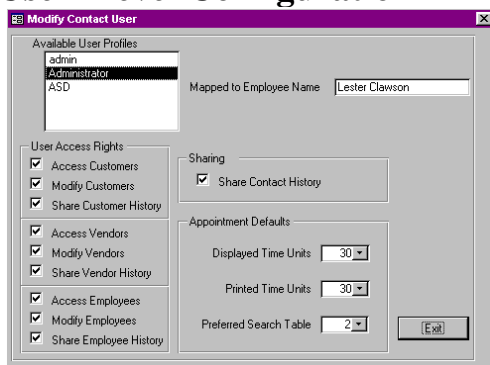 Modify Contact User
Available User Profiles
admin
Administrator
ASD
Mapped to Employee Name
Lester Clawson
User Access Rights
Access Customers
Modify Customers
Share Customer History
Access Vendors
Modify Vendors
Share Vendor History
Access Employees
Modify Employees
Share Employee History
Sharing
Share Contact History
Appointment Defaults
Displayed Time Units 30
Printed Time Units 30
Preferred Search Table 2
Exit